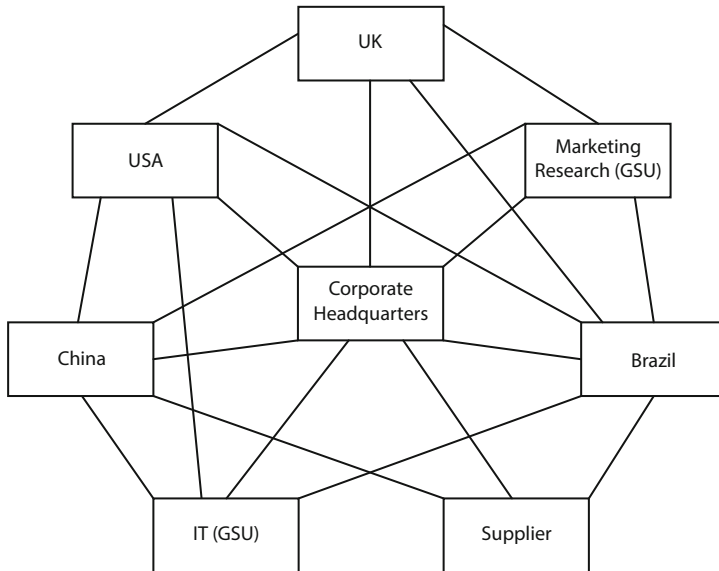 UK
USA
Marketing
Research (GSU)
Corporate
Headquarters
China
Brazil
IT (GSU)
Supplier